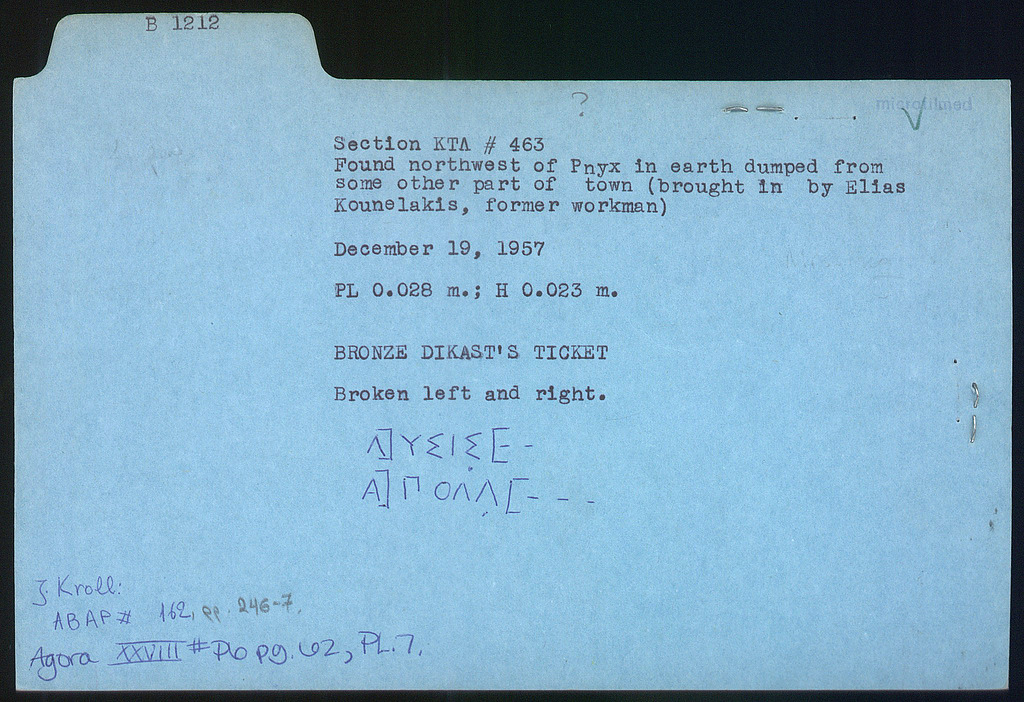 B 1212
?
microfilmed
Section KTΛ # 463
Found northwest of Pnyx in earth dumped from
some other part of town (brought in by Elias
Kounelakis, former workman)
December 19, 1957
PL 0.028 m.; H 0.023 m.
BRONZE DIKAST'S TICKET
Broken left and right.
Λ]ΥΣΙΣ̣[- -
Α]ΠΟΛΛ̣[- - -
J. Kroll:
ABAP # 162, pp. 246-7.
Agora XXVIII # P6 pg. 62, PL. 7.